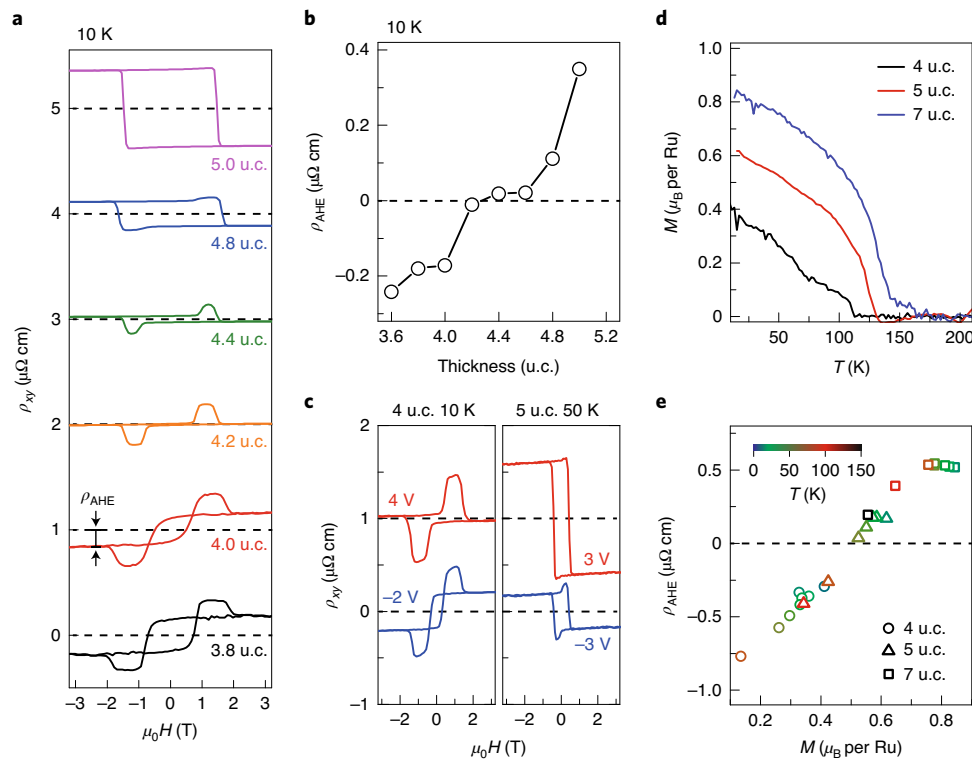 a
10 K
5
5.0 u.c.
4
4.8 u.c.
3
4.4 u.c.
2
4.2 u.c.
ρAHE
1
4.0 u.c.
0
3.8 u.c.
ρxy (μΩ cm)
−3 −2 −1 0 1 2 3
μ0H (T)
b
10 K
0.4
0.2
0
−0.2
ρAHE (μΩ cm)
3.6 4.0 4.4 4.8 5.2
Thickness (u.c.)
c
4 u.c. 10 K
5 u.c. 50 K
2
1
0
1
4 V
−2 V
3 V
−3 V
ρxy (μΩ cm)
−2 0 2
−2 0 2
μ0H (T)
d
4 u.c.
5 u.c.
7 u.c.
1.0
0.8
0.6
0.4
0.2
0
M (μB per Ru)
50 100 150 200
T (K)
e
0 50 100 150
T (K)
0.5
0
−0.5
−1.0
ρAHE (μΩ cm)
4 u.c.
5 u.c.
7 u.c.
0.2 0.4 0.6 0.8
M (μB per Ru)